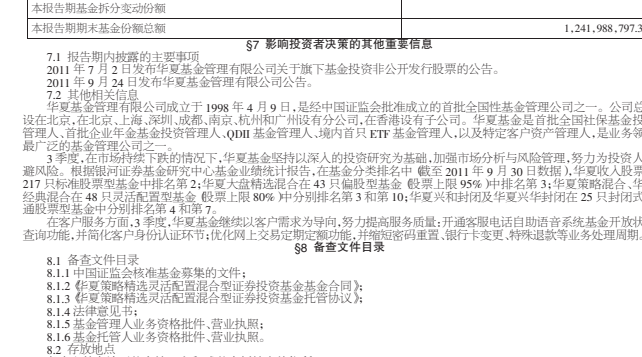 本报告期基金拆分变动份额
本报告期期末基金份额总额 1,241,988,797.3
§7 影响投资者决策的其他重要信息
7.1 报告期内披露的主要事项
2011 年 7 月 2 日发布华夏基金管理有限公司关于旗下基金投资非公开发行股票的公告。
2011 年 9 月 24 日发布华夏基金管理有限公司公告。
7.2 其他相关信息
华夏基金管理有限公司成立于 1998 年 4 月 9 日,是经中国证监会批准成立的首批全国性基金管理公司之一。公司总
设在北京,在北京、上海、深圳、成都、南京、杭州和广州设有分公司,在香港设有子公司。华夏基金是首批全国社保基金投
管理人、首批企业年金基金投资管理人、QDII 基金管理人、境内首只 ETF 基金管理人,以及特定客户资产管理人,是业务领
最广泛的基金管理公司之一。
3 季度,在市场持续下跌的情况下,华夏基金坚持以深入的投资研究为基础,加强市场分析与风险管理,努力为投资人
避风险。根据银河证券基金研究中心基金业绩统计报告,在基金分类排名中(截至 2011 年 9 月 30 日数据),华夏收入股票
217 只标准股票型基金中排名第 2;华夏大盘精选混合在 43 只偏股型基金(股票上限 95%)中排名第 3;华夏策略混合、华
经典混合在 48 只灵活配置型基金(股票上限 80%)中分别排名第 3 和第 10;华夏兴和封闭及华夏兴华封闭在 25 只封闭式
通股票型基金中分别排名第 4 和第 7。
在客户服务方面,3 季度,华夏基金继续以客户需求为导向,努力提高服务质量:开通客服电话自助语音系统基金开放状
查询功能,并简化客户身份认证环节;优化网上交易定期定额功能,并缩短密码重置、银行卡变更、特殊退款等业务处理周期。
§8 备查文件目录
8.1 备查文件目录
8.1.1 中国证监会核准基金募集的文件;
8.1.2《华夏策略精选灵活配置混合型证券投资基金基金合同》;
8.1.3《华夏策略精选灵活配置混合型证券投资基金托管协议》;
8.1.4 法律意见书;
8.1.5 基金管理人业务资格批件、营业执照;
8.1.6 基金托管人业务资格批件、营业执照。
8.2 存放地点